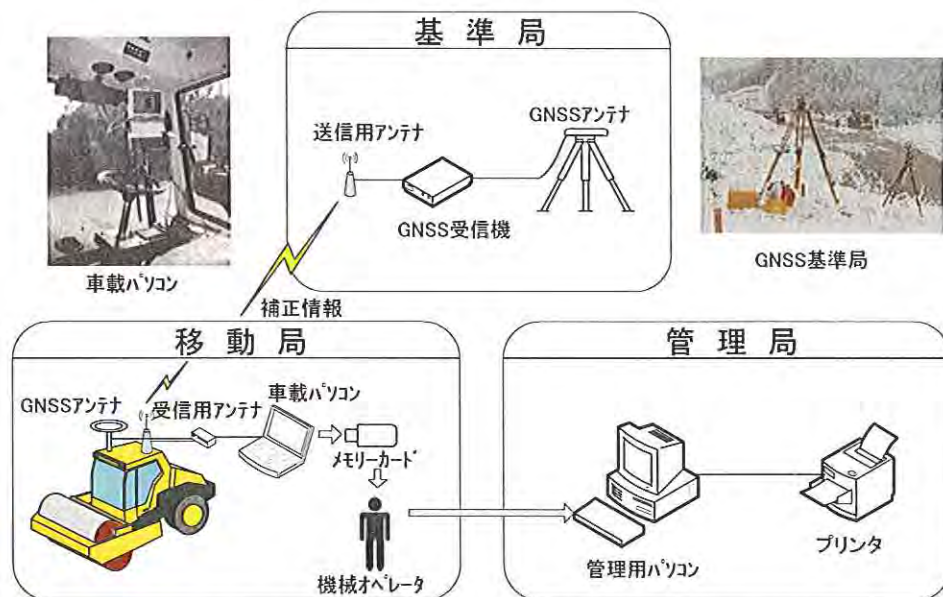 基準局
送信用アンテナ
GNSSアンテナ
GNSS受信機
車載パソコン
GNSS基準局
補正情報
移動局
GNSSアンテナ
受信用アンテナ
車載パソコン
メモリーカード
機械オペレータ
管理局
管理用パソコン
プリンタ